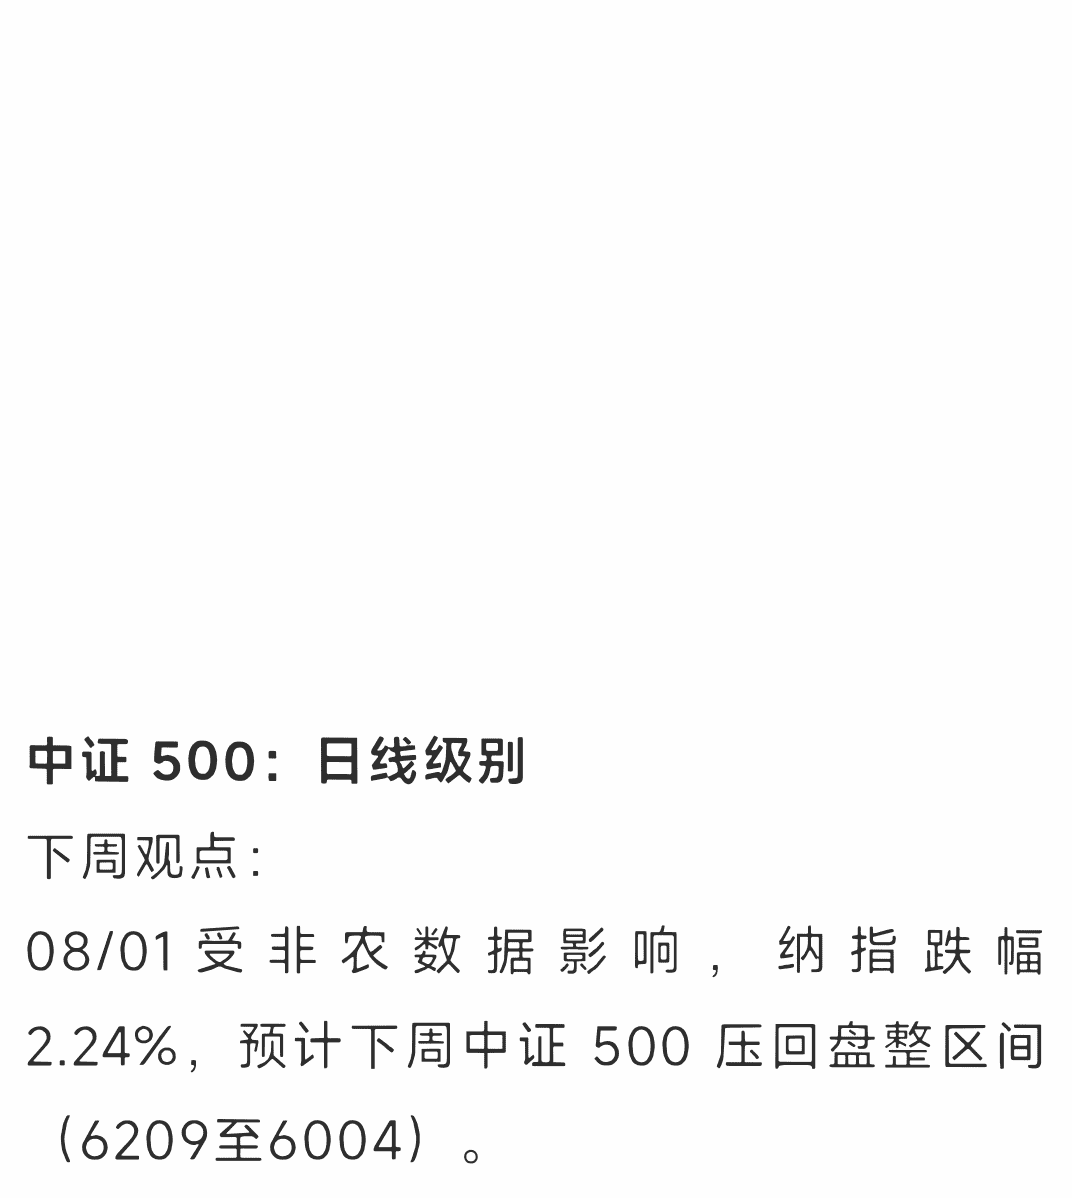 中证 500：日线级别
下周观点：
08/01受非农数据影响，纳指跌幅
2.24%，预计下周中证 500 压回盘整区间
（6209至6004）。